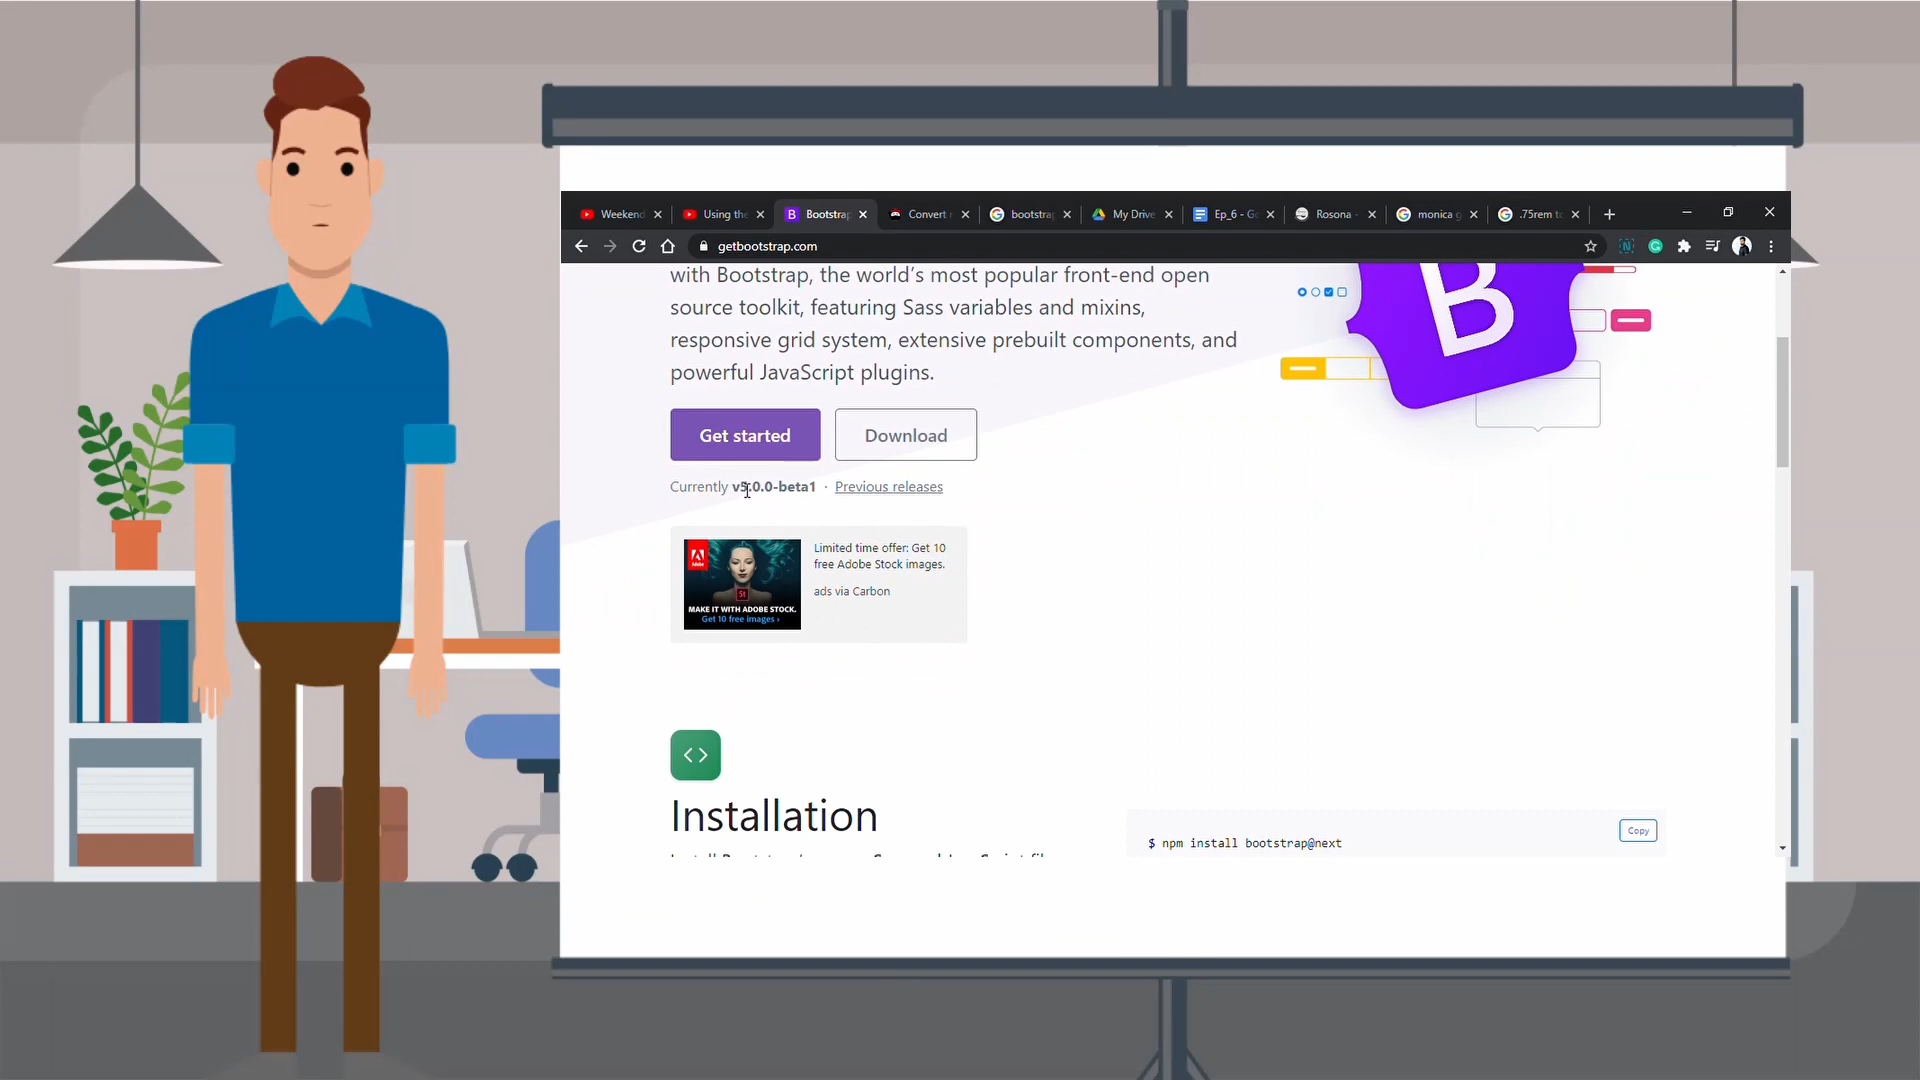 Weekend
Using the
Bootstrap
Convert
bootstrap
My Drive
Ep_6 - Go
Rosona -
monica g
.75rem to
getbootstrap.com
with Bootstrap, the world's most popular front-end open
source toolkit, featuring Sass variables and mixins,
responsive grid system, extensive prebuilt components, and
powerful JavaScript plugins.
B
Get started
Download
Currently v5.0.0-beta1 · Previous releases
Adobe
St
MAKE IT WITH ADOBE STOCK.
Get 10 free images ›
Limited time offer: Get 10
free Adobe Stock images.
ads via Carbon
Installation
Copy
$ npm install bootstrap@next